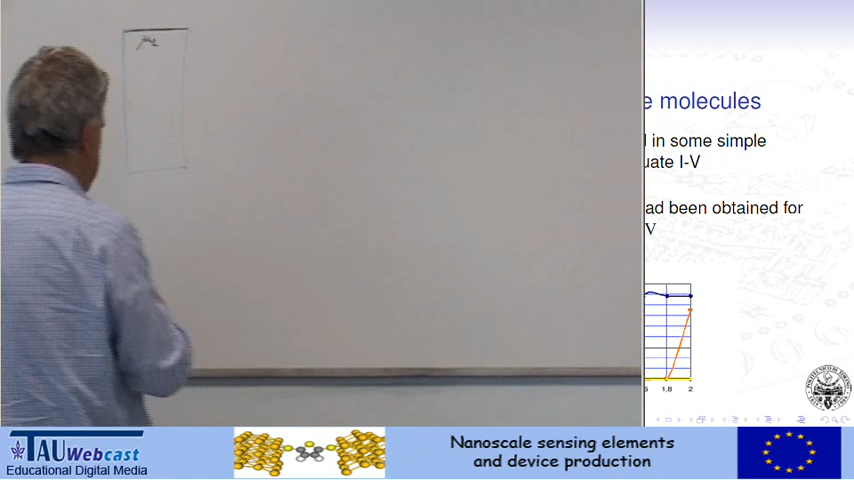 e molecules
l in some simple
uate I-V
ad been obtained for
V
1,8
2
TAU Webcast
Educational Digital Media
Nanoscale sensing elements
and device production